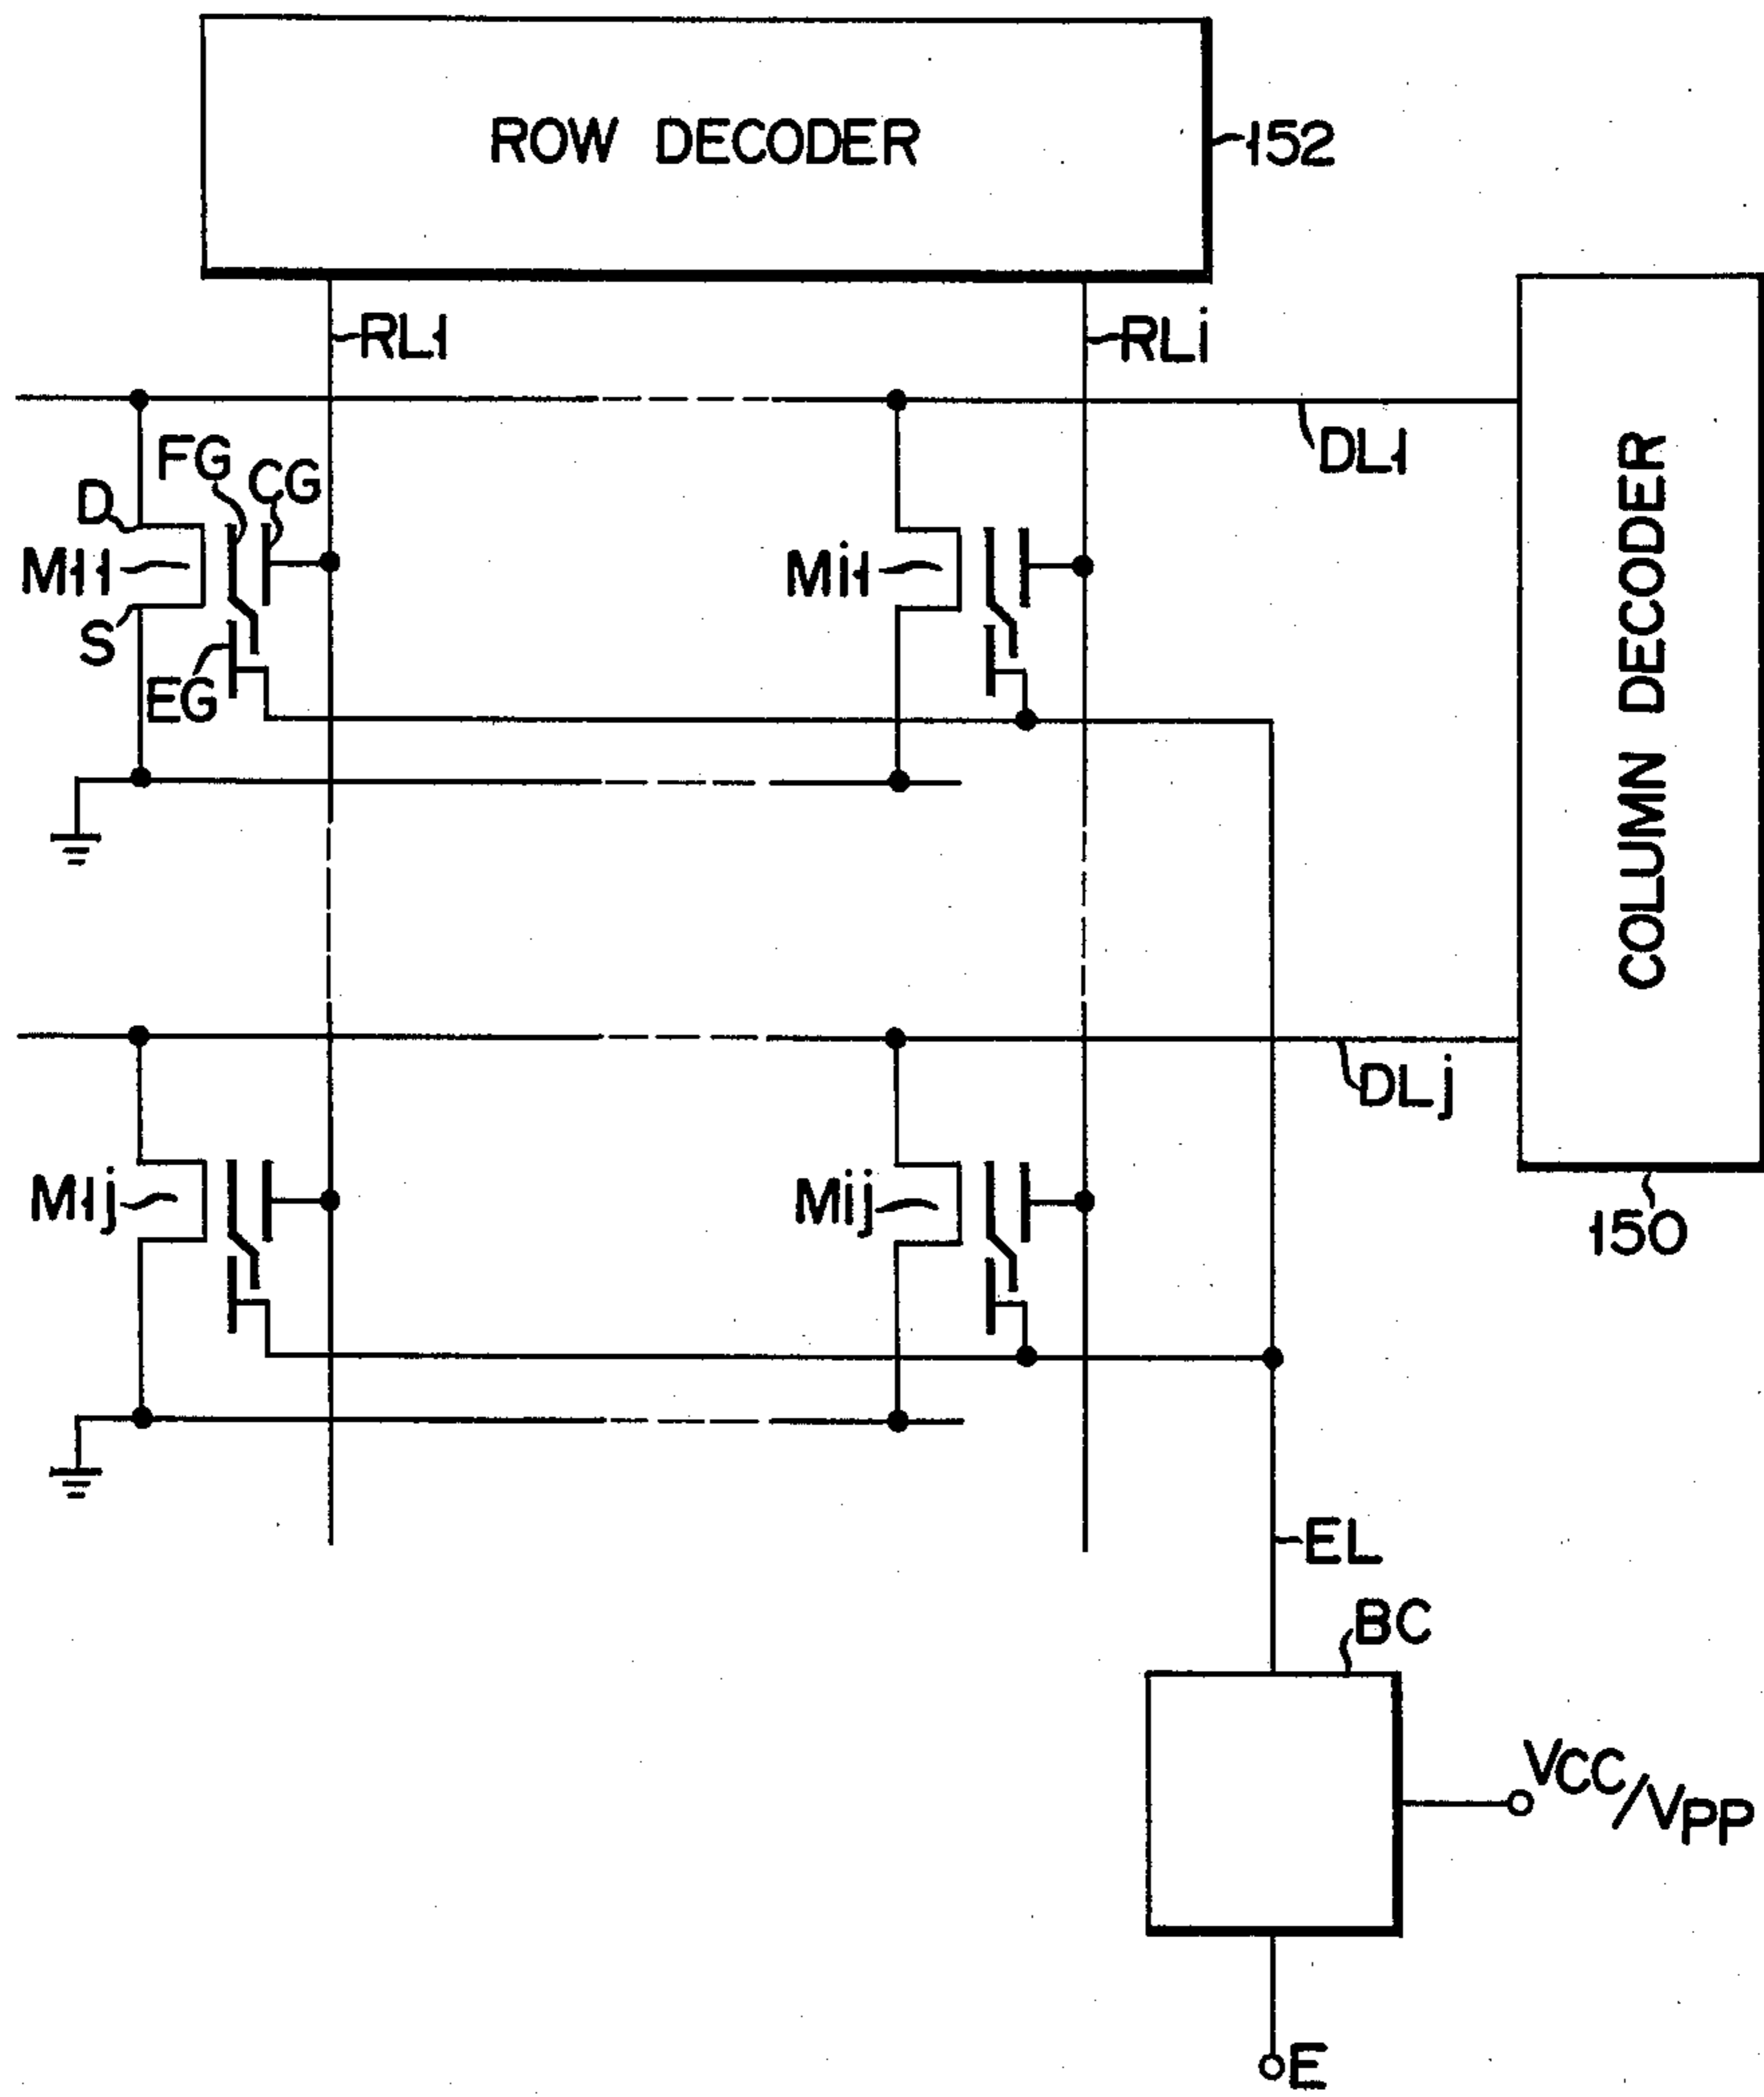 ROW DECODER
152
RL1
RLi
DL1
FG
CG
D
M11
Mi1
S
EG
COLUMN DECODER
DLj
M1j
Mij
150
EL
BC
VCC/VPP
E